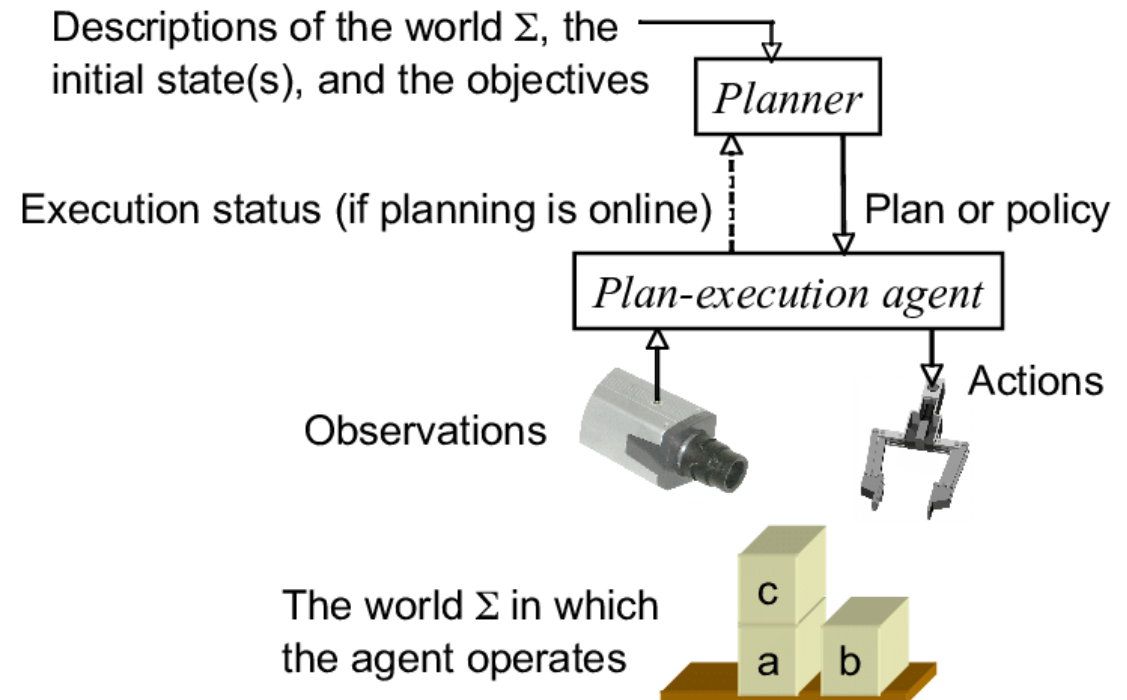 Descriptions of the world Σ, the
initial state(s), and the objectives
Planner
Execution status (if planning is online)
Plan or policy
Plan-execution agent
Actions
Observations
The world Σ in which
the agent operates
c
a
b